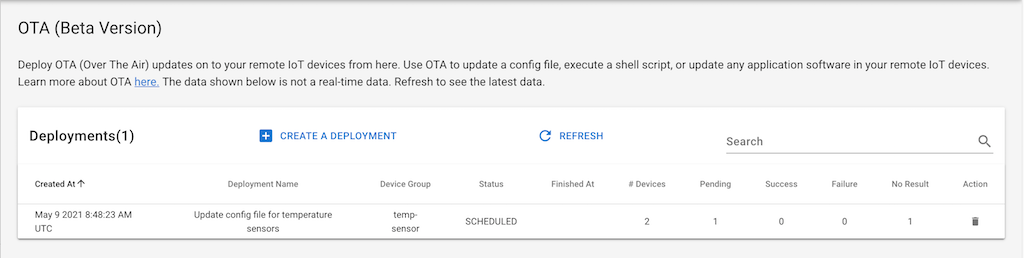 OTA (Beta Version)
Deploy OTA (Over The Air) updates on to your remote IoT devices from here. Use OTA to update a config file, execute a shell script, or update any application software in your remote IoT devices.
Learn more about OTA here. The data shown below is not a real-time data. Refresh to see the latest data.
Deployments(1) CREATE A DEPLOYMENT REFRESH Search
Created At Deployment Name Device Group Status Finished At # Devices Pending Success Failure No Result Action
May 9 2021 8:48:23 AM Update config file for temperature temp-
UTC sensors sensor SCHEDULED 2 1 0 0 1